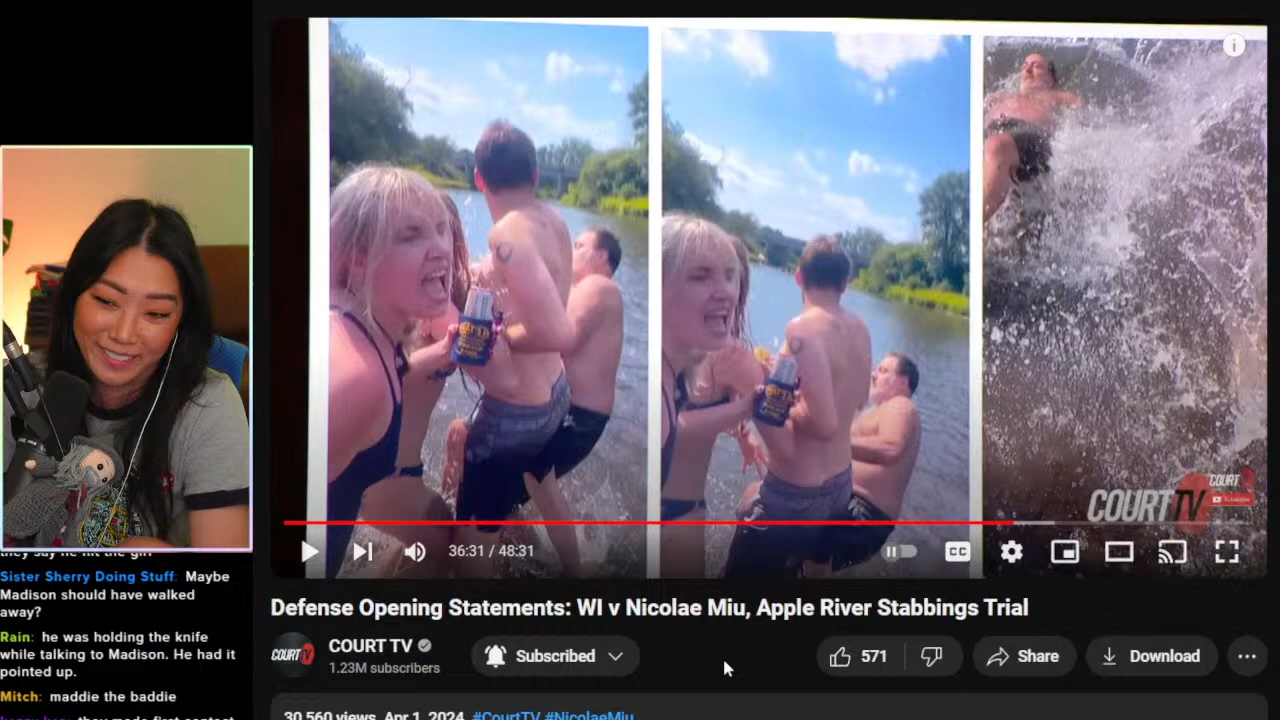 COURT TV
COURT
36:31 / 48:31
CC
they say he hit the girl
Sister Sherry Doing Stuff: Maybe
Madison should have walked
away?
Rain: he was holding the knife
while talking to Madison. He had it
pointed up.
Mitch: maddie the baddie
Defense Opening Statements: WI v Nicolae Miu, Apple River Stabbings Trial
COURT
COURT TV
1.23M subscribers
Subscribed
571
Share
Download
30,560 views Apr 1, 2024 #CourtTV #NicolaeMiu